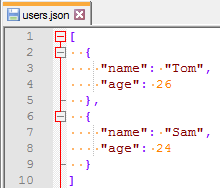 users.json
1 [
2 {
3 "name": "Tom",
4 "age": 26
5 },
6 {
7 "name": "Sam",
8 "age": 24
9 }
10 ]